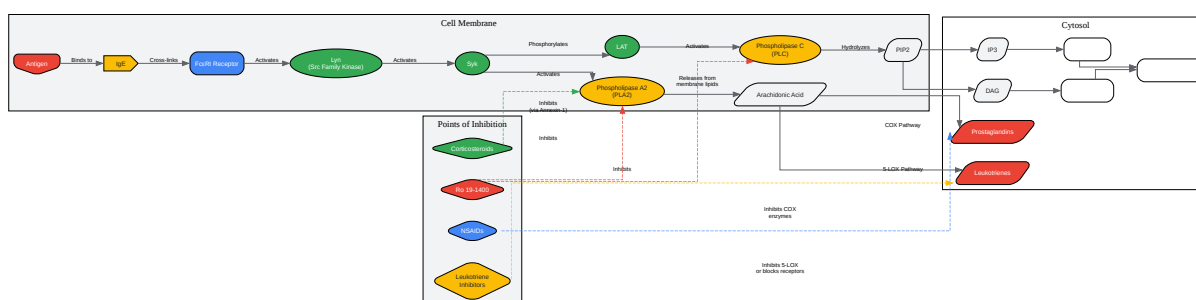 Cell Membrane
Cytosol
Antigen
Binds to
IgE
Cross-links
FcεRI Receptor
Activates
Lyn
(Src Family Kinase)
Activates
Syk
Phosphorylates
LAT
Activates
Phospholipase C
(PLC)
Hydrolyzes
PIP2
IP3
Activates
Phospholipase A2
(PLA2)
Releases from
membrane lipids
Arachidonic Acid
DAG
Inhibits
(via Annexin-1)
COX Pathway
Prostaglandins
Points of Inhibition
Inhibits
Corticosteroids
Inhibits
5-LOX Pathway
Leukotrienes
Ro 19-1400
Inhibits COX
enzymes
NSAIDs
Inhibits 5-LOX
or blocks receptors
Leukotriene
Inhibitors